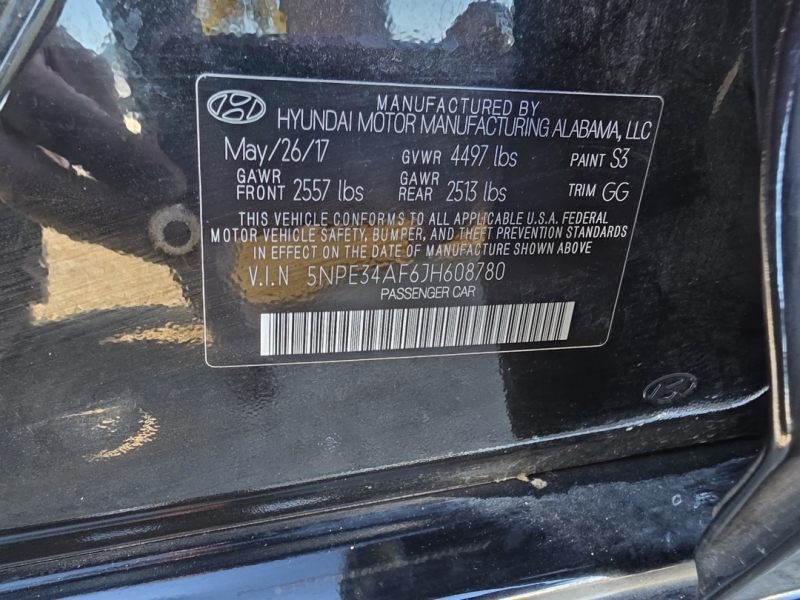 MANUFACTURED BY
HYUNDAI MOTOR MANUFACTURING ALABAMA, LLC
May/26/17 GVWR 4497 lbs PAINT S3
GAWR FRONT 2557 lbs GAWR REAR 2513 lbs TRIM GG
THIS VEHICLE CONFORMS TO ALL APPLICABLE U.S.A. FEDERAL
MOTOR VEHICLE SAFETY, BUMPER, AND THEFT PREVENTION STANDARDS
IN EFFECT ON THE DATE OF MANUFACTURE SHOWN ABOVE
V.I.N 5NPE34AF6JH608780
PASSENGER CAR